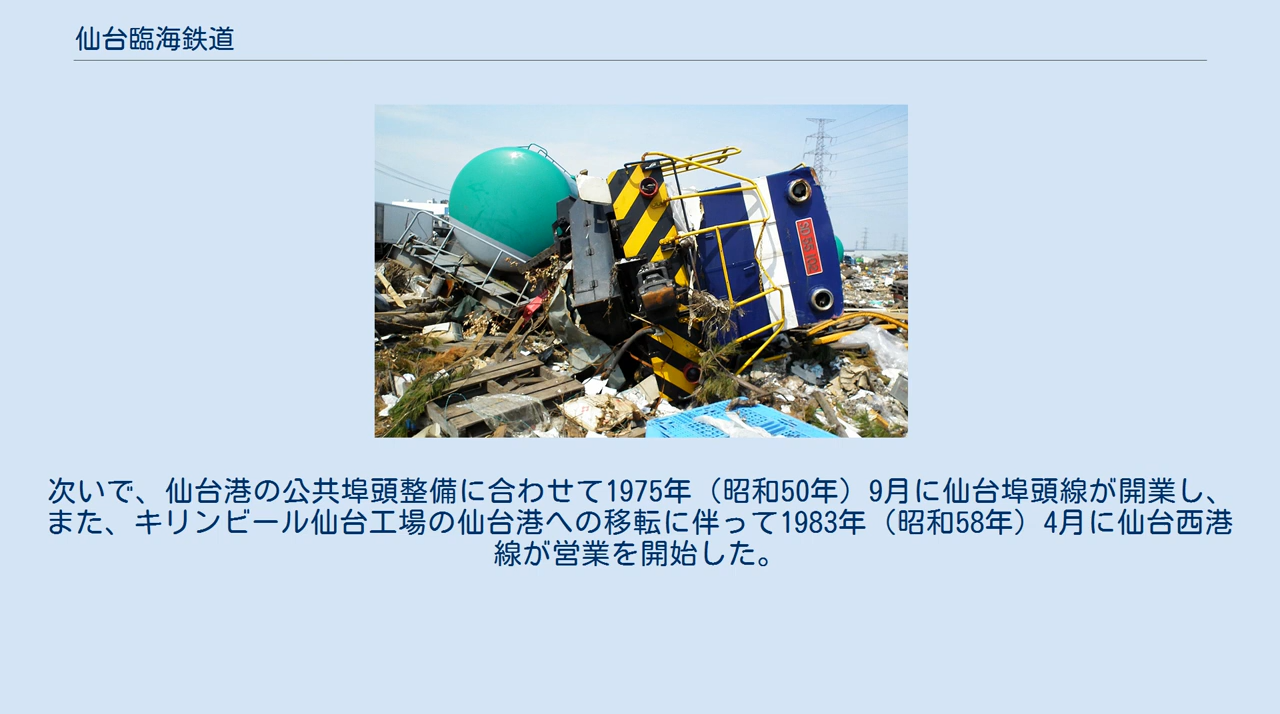 仙台臨海鉄道
次いで、仙台港の公共埠頭整備に合わせて1975年（昭和50年）9月に仙台埠頭線が開業し、
また、キリンビール仙台工場の仙台港への移転に伴って1983年（昭和58年）4月に仙台西港
線が営業を開始した。